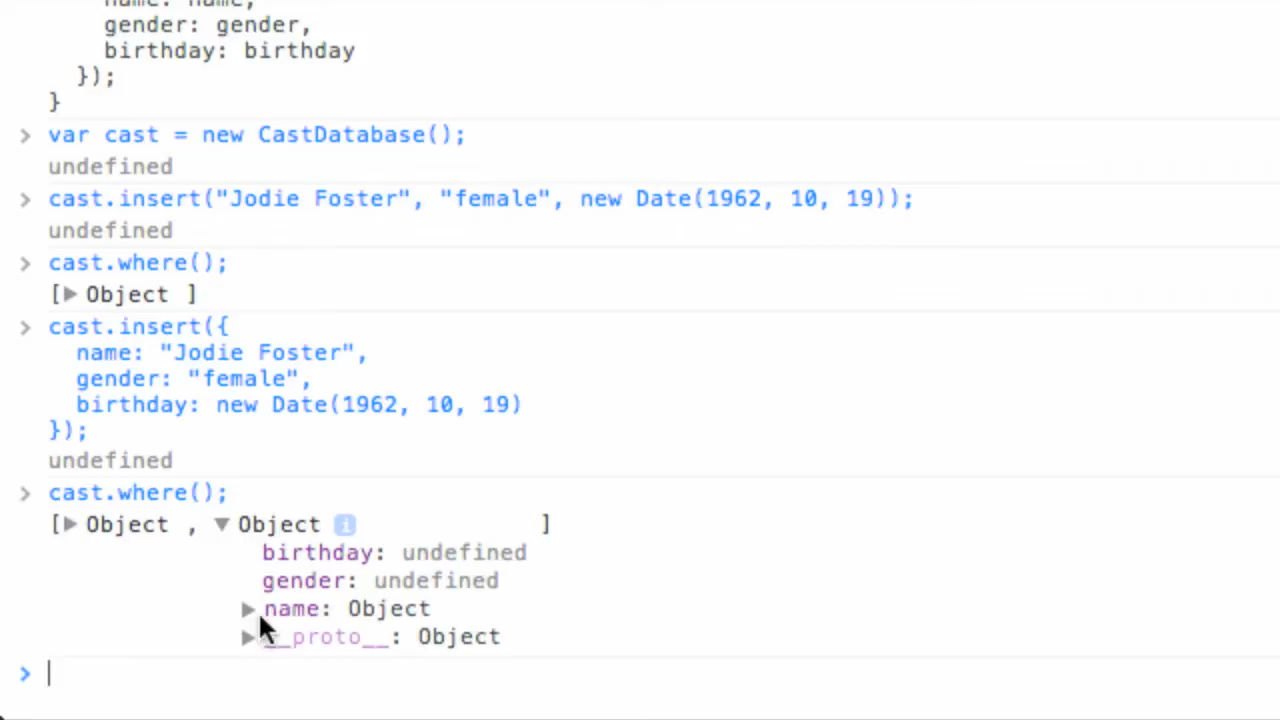 name: name,
gender: gender,
birthday: birthday
});
}
> var cast = new CastDatabase();
undefined
> cast.insert("Jodie Foster", "female", new Date(1962, 10, 19));
undefined
> cast.where();
[▶ Object ]
> cast.insert({
name: "Jodie Foster",
gender: "female",
birthday: new Date(1962, 10, 19)
});
undefined
> cast.where();
[▶ Object , ▼ Object i ]
birthday: undefined
gender: undefined
▶ name: Object
▶ __proto__: Object
>